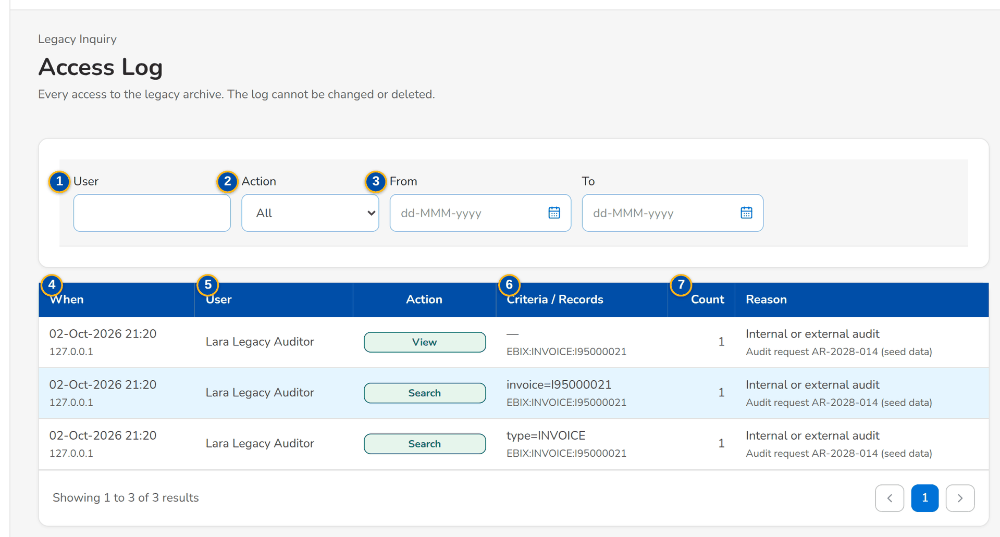 Legacy Inquiry
Access Log
Every access to the legacy archive. The log cannot be changed or deleted.
1 User 2 Action 3 From To
All dd-MMM-yyyy dd-MMM-yyyy
4 5 6 7
When User Action Criteria / Records Count Reason
02-Oct-2026 21:20 — Internal or external audit
Lara Legacy Auditor View 1
127.0.0.1 EBIX:INVOICE:I95000021 Audit request AR-2028-014 (seed data)
02-Oct-2026 21:20 invoice=I95000021 Internal or external audit
Lara Legacy Auditor Search 1
127.0.0.1 EBIX:INVOICE:I95000021 Audit request AR-2028-014 (seed data)
02-Oct-2026 21:20 type=INVOICE Internal or external audit
Lara Legacy Auditor Search 1
127.0.0.1 EBIX:INVOICE:I95000021 Audit request AR-2028-014 (seed data)
Showing 1 to 3 of 3 results 1